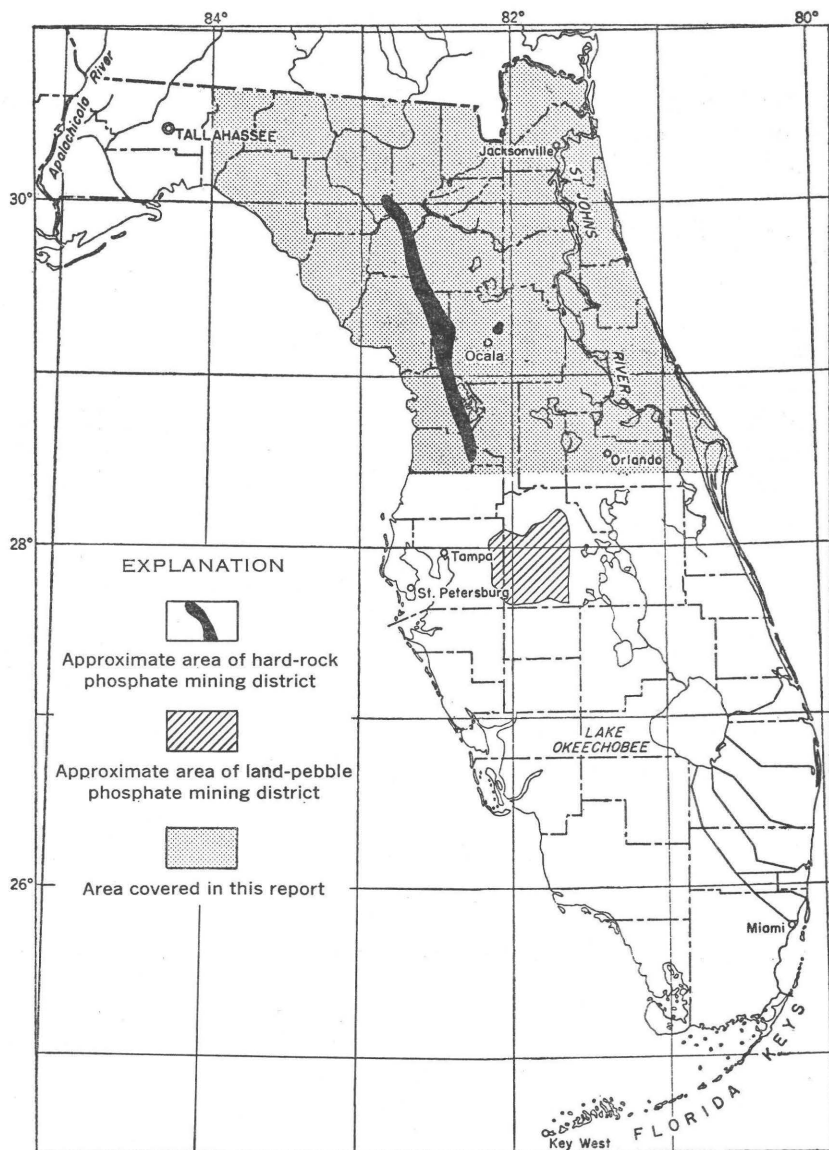 84°
82°
80°
Apalachicola River
TALLAHASSEE
Jacksonville
30°
ST. JOHNS
RIVER
Ocala
Orlando
28°
Tampa
St. Petersburg
EXPLANATION
Approximate area of hard-rock
phosphate mining district
Approximate area of land-pebble
phosphate mining district
Area covered in this report
LAKE
OKEECHOBEE
26°
Miami
FLORIDA KEYS
Key West